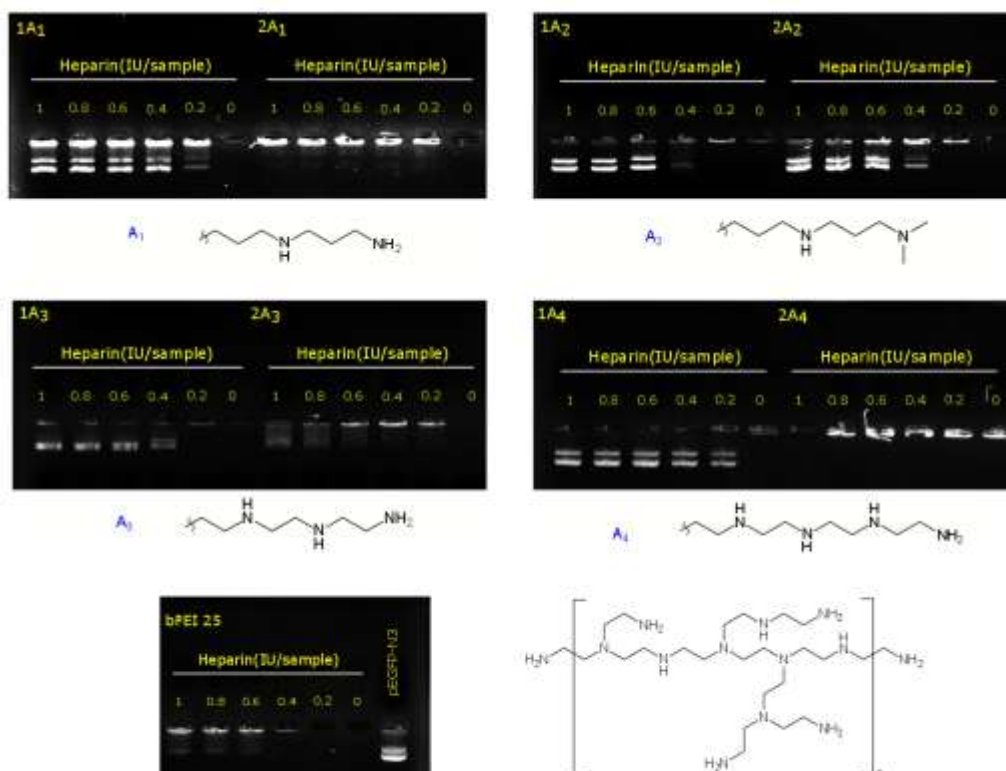 1A1 2A1
Heparin(IU/sample) Heparin(IU/sample)
1 0.8 0.6 0.4 0.2 0 1 0.8 0.6 0.4 0.2 0
A1
N
H
NH2
1A2 2A2
Heparin(IU/sample) Heparin(IU/sample)
1 0.8 0.6 0.4 0.2 0 1 0.8 0.6 0.4 0.2 0
A2
N
H
N
1A3 2A3
Heparin(IU/sample) Heparin(IU/sample)
1 0.8 0.6 0.4 0.2 0 1 0.8 0.6 0.4 0.2 0
H
N
NH2
A3
N
H
1A4 2A4
Heparin(IU/sample) Heparin(IU/sample)
1 0.8 0.6 0.4 0.2 0 1 0.8 0.6 0.4 0.2 0
H H
N N
A4
N NH2
H
bPEI 25
Heparin(IU/sample)
1 0.8 0.6 0.4 0.2 0
pEGFP-N3
NH2
NH2 N
H
H
N N N
H2N N N NH2
H
N
NH2
H2N